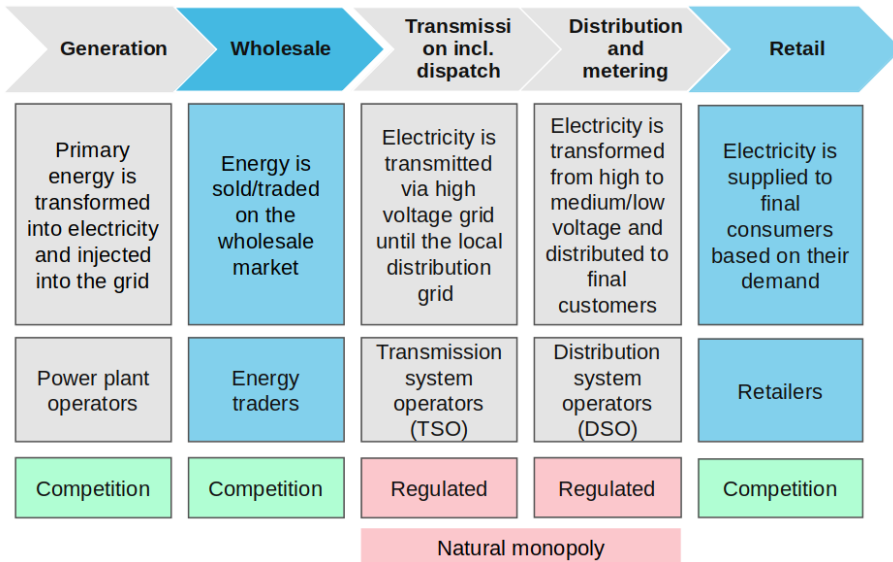 Generation
Wholesale
Transmissi
on incl.
dispatch
Distribution
and
metering
Retail
Primary
energy is
transformed
into electricity
and injected
into the grid
Energy is
sold/traded
on the
wholesale
market
Electricity is
transmitted
via high
voltage grid
until the local
distribution
grid
Electricity is
transformed
from high to
medium/low
voltage and
distributed to
final
customers
Electricity is
supplied to
final
consumers
based on their
demand
Power plant
operators
Energy
traders
Transmission
system
operators
(TSO)
Distribution
system
operators
(DSO)
Retailers
Competition
Competition
Regulated
Regulated
Competition
Natural monopoly